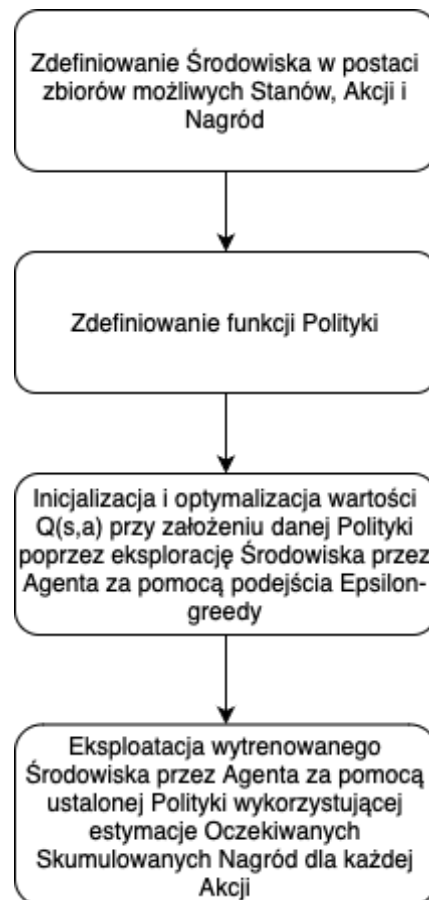 Zdefiniowanie Środowiska w postaci
zbiorów możliwych Stanów, Akcji i
Nagród
Zdefiniowanie funkcji Polityki
Inicjalizacja i optymalizacja wartości
Q(s,a) przy założeniu danej Polityki
poprzez eksplorację Środowiska przez
Agenta za pomocą podejścia Epsilon-
greedy
Eksploatacja wytrenowanego
Środowiska przez Agenta za pomocą
ustalonej Polityki wykorzystującej
estymacje Oczekiwanych
Skumulowanych Nagród dla każdej
Akcji